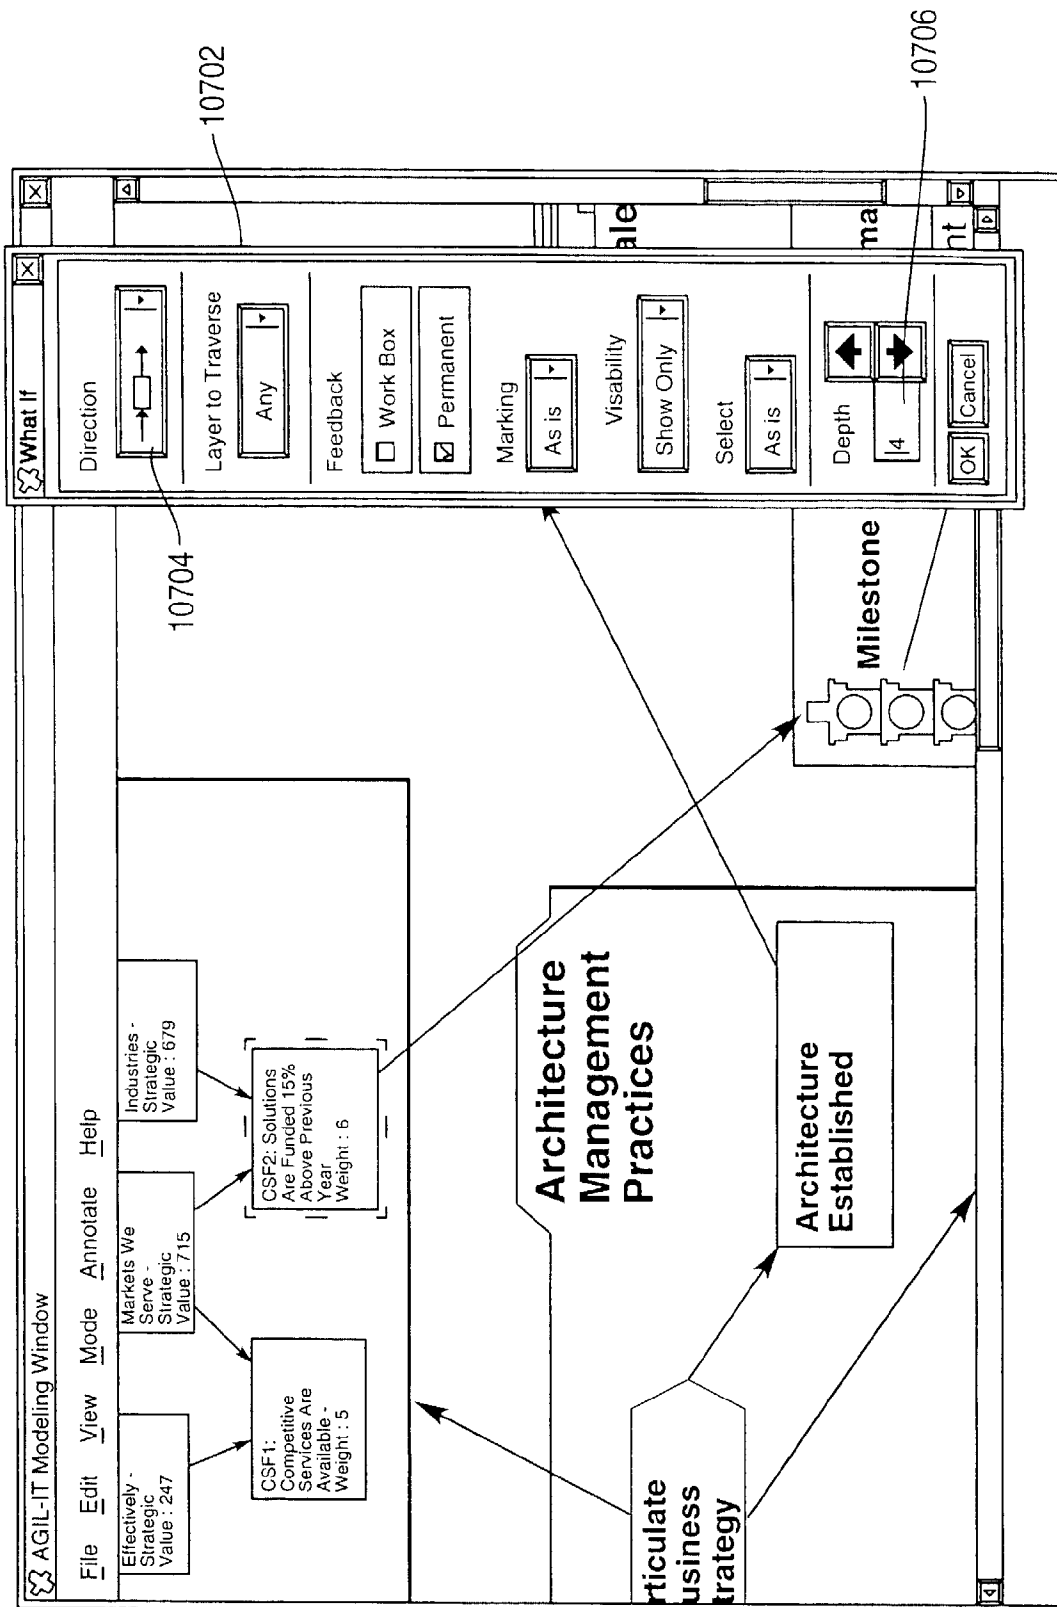 AGIL-IT Modeling Window
File Edit View Mode Annotate Help
Effectively -
Strategic
Value : 247
Markets We
Serve -
Strategic
Value : 715
Industries -
Strategic
Value : 679
CSF1:
Competitive
Services Are
Available -
Weight : 5
CSF2: Solutions
Are Funded 15%
Above Previous
Year
Weight : 6
Architecture
Management
Practices
Architecture
Established
rticulate
usiness
trategy
Milestone
What If
Direction
Layer to Traverse
Any
Feedback
Work Box
Permanent
Marking
As is
Visability
Show Only
Select
As is
Depth
4
OK Cancel
ale
ma
nt
10702
10704
10706